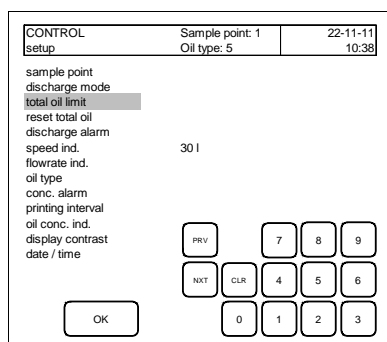 CONTROL Sample point: 1 22-11-11
setup Oil type: 5 10:38
sample point
discharge mode
total oil limit
reset total oil
discharge alarm
speed ind. 30 l
flowrate ind.
oil type
conc. alarm
printing interval
oil conc. ind.
display contrast
date / time
PRV 7 8 9
NXT CLR 4 5 6
OK 0 1 2 3